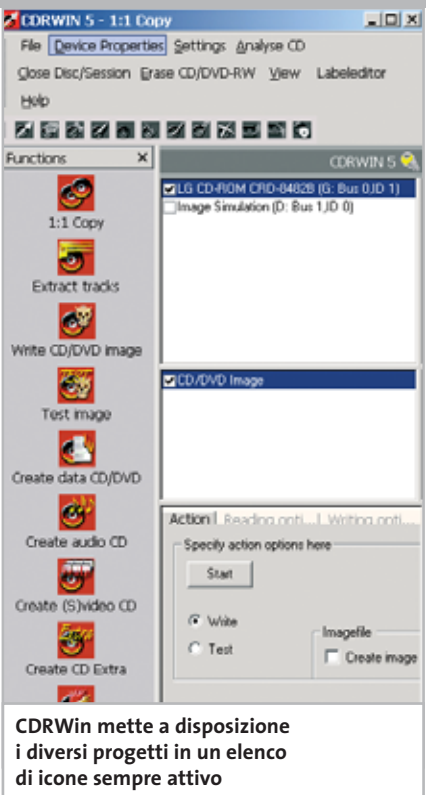 CDRWIN 5 - 1:1 Copy
File Device Properties Settings Analyse CD
Close Disc/Session Erase CD/DVD-RW View Labeleditor
Help
Functions
CDRWIN 5
LG CD-ROM CRD-8482B (G: Bus 0,ID 1)
Image Simulation (D: Bus 1,ID 0)
1:1 Copy
Extract tracks
Write CD/DVD image
Test image
Create data CD/DVD
Create audio CD
Create (S)video CD
Create CD Extra
CD/DVD Image
Action Reading opti... Writing opti...
Specify action options here
Start
Write
Test
Imagefile
Create image
CDRWin mette a disposizione
i diversi progetti in un elenco
di icone sempre attivo